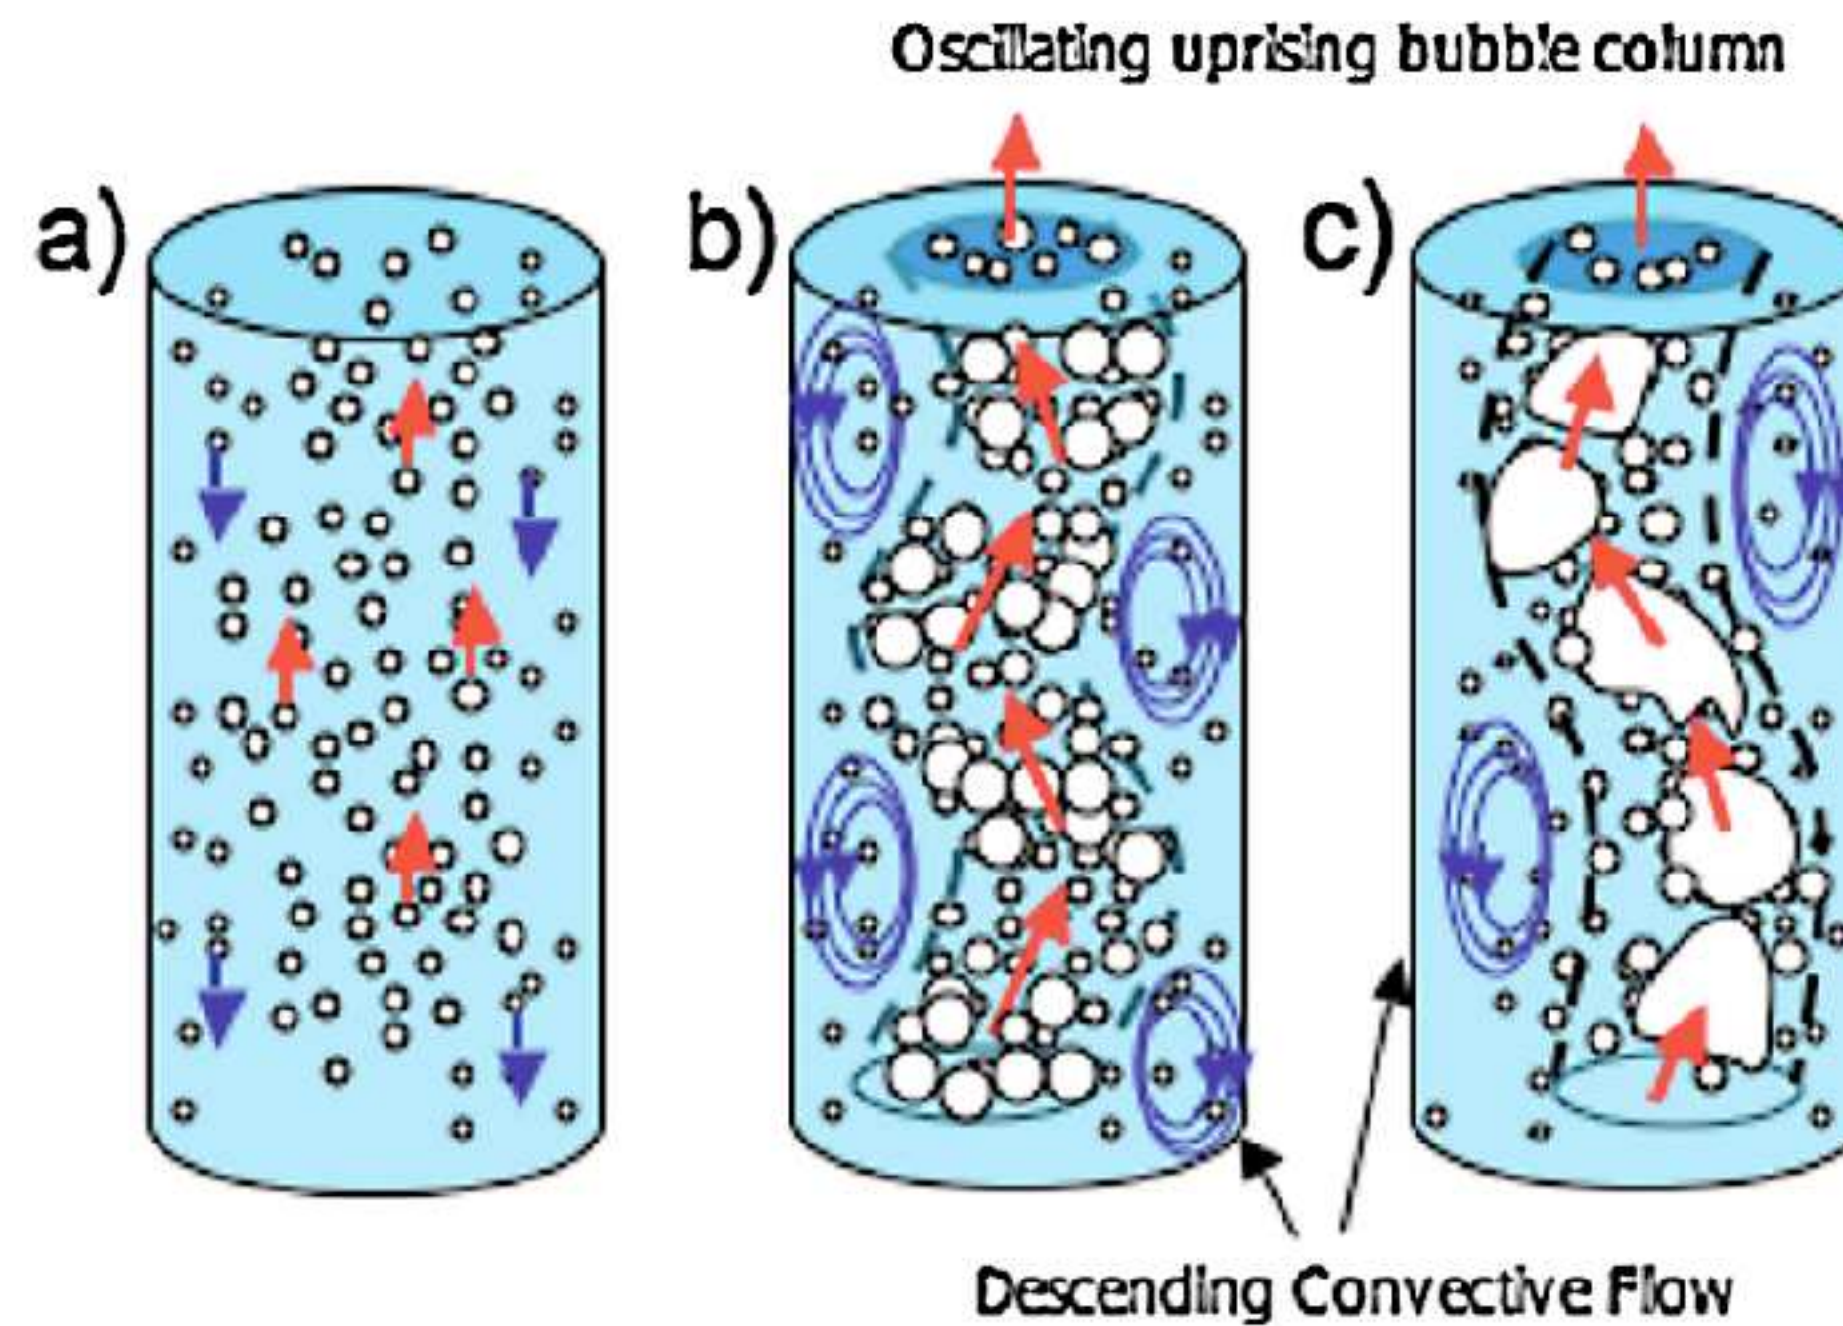 Oscillating uprising bubble column
a)
b)
c)
Descending Convective Flow